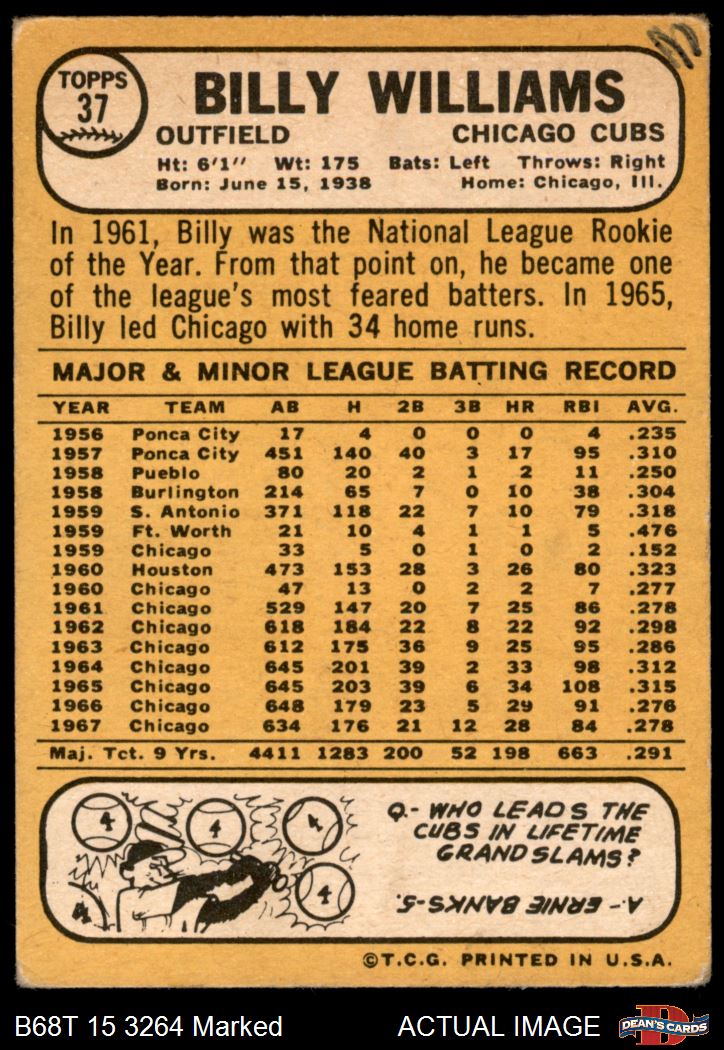 TOPPS
37
BILLY WILLIAMS
OUTFIELD CHICAGO CUBS
Ht: 6'1" Wt: 175 Bats: Left Throws: Right
Born: June 15, 1938 Home: Chicago, Ill.
In 1961, Billy was the National League Rookie
of the Year. From that point on, he became one
of the league's most feared batters. In 1965,
Billy led Chicago with 34 home runs.
MAJOR & MINOR LEAGUE BATTING RECORD
YEAR TEAM AB H 2B 3B HR RBI AVG.
1956 Ponca City 17 4 0 0 0 4 .235
1957 Ponca City 451 140 40 3 17 95 .310
1958 Pueblo 80 20 2 1 2 11 .250
1958 Burlington 214 65 7 0 10 38 .304
1959 S. Antonio 371 118 22 7 10 79 .318
1959 Ft. Worth 21 10 4 1 1 5 .476
1959 Chicago 33 5 0 1 0 2 .152
1960 Houston 473 153 28 3 26 80 .323
1960 Chicago 47 13 0 2 2 7 .277
1961 Chicago 529 147 20 7 25 86 .278
1962 Chicago 618 184 22 8 22 92 .298
1963 Chicago 612 175 36 9 25 95 .286
1964 Chicago 645 201 39 2 33 98 .312
1965 Chicago 645 203 39 6 34 108 .315
1966 Chicago 648 179 23 5 29 91 .276
1967 Chicago 634 176 21 12 28 84 .278
Maj. Tct. 9 Yrs. 4411 1283 200 52 198 663 .291
4 4 4
4 4
Q.- WHO LEADS THE
CUBS IN LIFETIME
GRAND SLAMS?
A.- ERNIE BANKS-5.
©T.C.G. PRINTED IN U.S.A.
B68T 15 3264 Marked ACTUAL IMAGE
D
DEAN'S CARDS